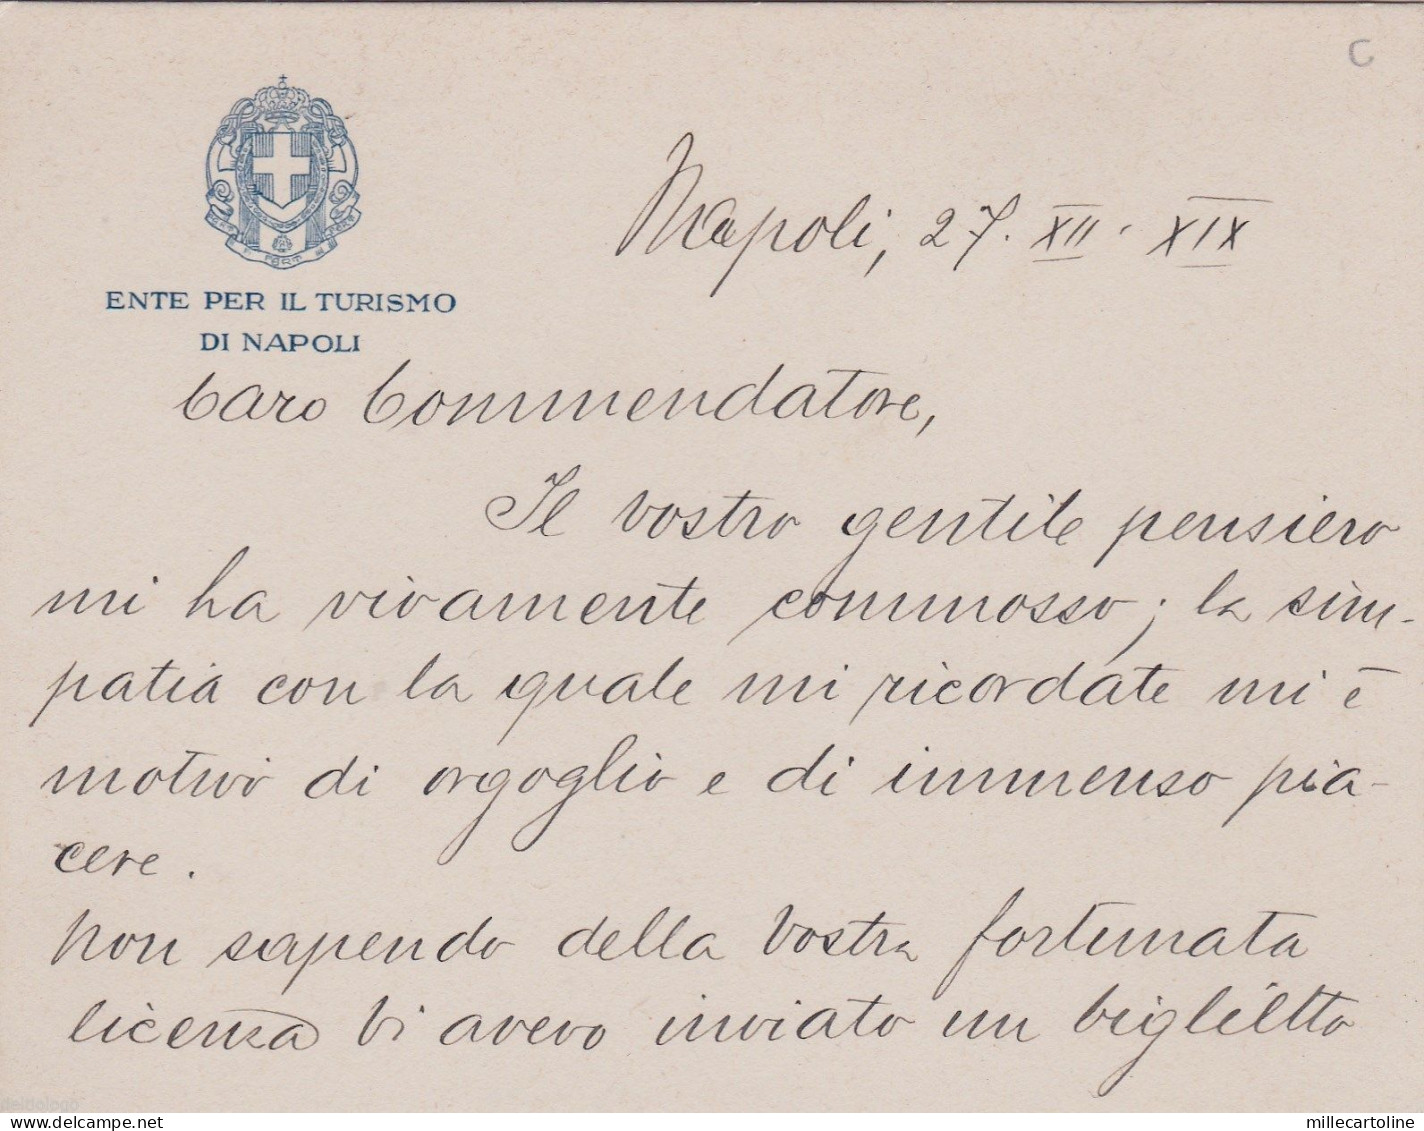 C
FERT
ENTE PER IL TURISMO
DI NAPOLI
Napoli, 27. XII. XIX
Caro Commendatore,
Il vostro gentile pensiero
mi ha vivamente commosso; la sim-
patia con la quale mi ricordate mi è
motivo di orgoglio e di immenso pia-
cere.
Non sapendo della Vostra fortunata
licenza Vi avevo inviato un biglietto
deltiologo
millecartoline